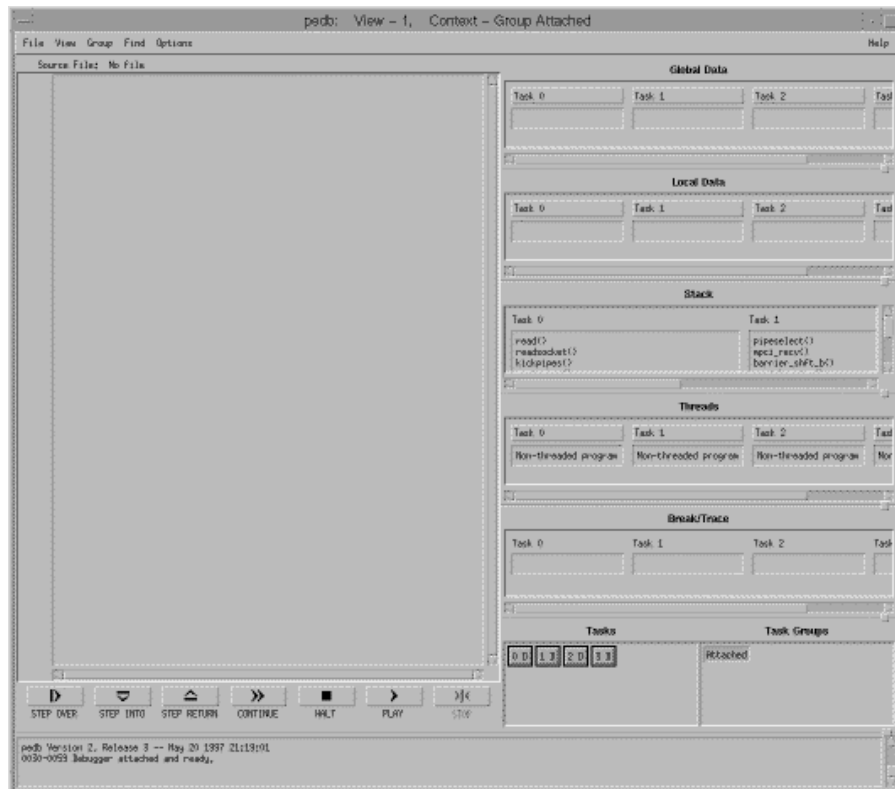 pedb: View - 1, Context - Group Attached
File View Group Find Options Help
Source File: No file
Global Data
Task 0 Task 1 Task 2
Local Data
Task 0 Task 1 Task 2
Stack
Task 0 Task 1
read() pipeselect()
readsocket() mpci_recv()
kickpipes() barrier_shft_b()
Threads
Task 0 Task 1 Task 2
Non-threaded program Non-threaded program Non-threaded program
Break/Trace
Task 0 Task 1 Task 2
Tasks Task Groups
0 D 1 D 2 D 3 D Attached
STEP OVER STEP INTO STEP RETURN CONTINUE HALT PLAY STOP
pedb Version 2, Release 3 -- May 20 1997 21:19:01
0030-0059 Debugger attached and ready.